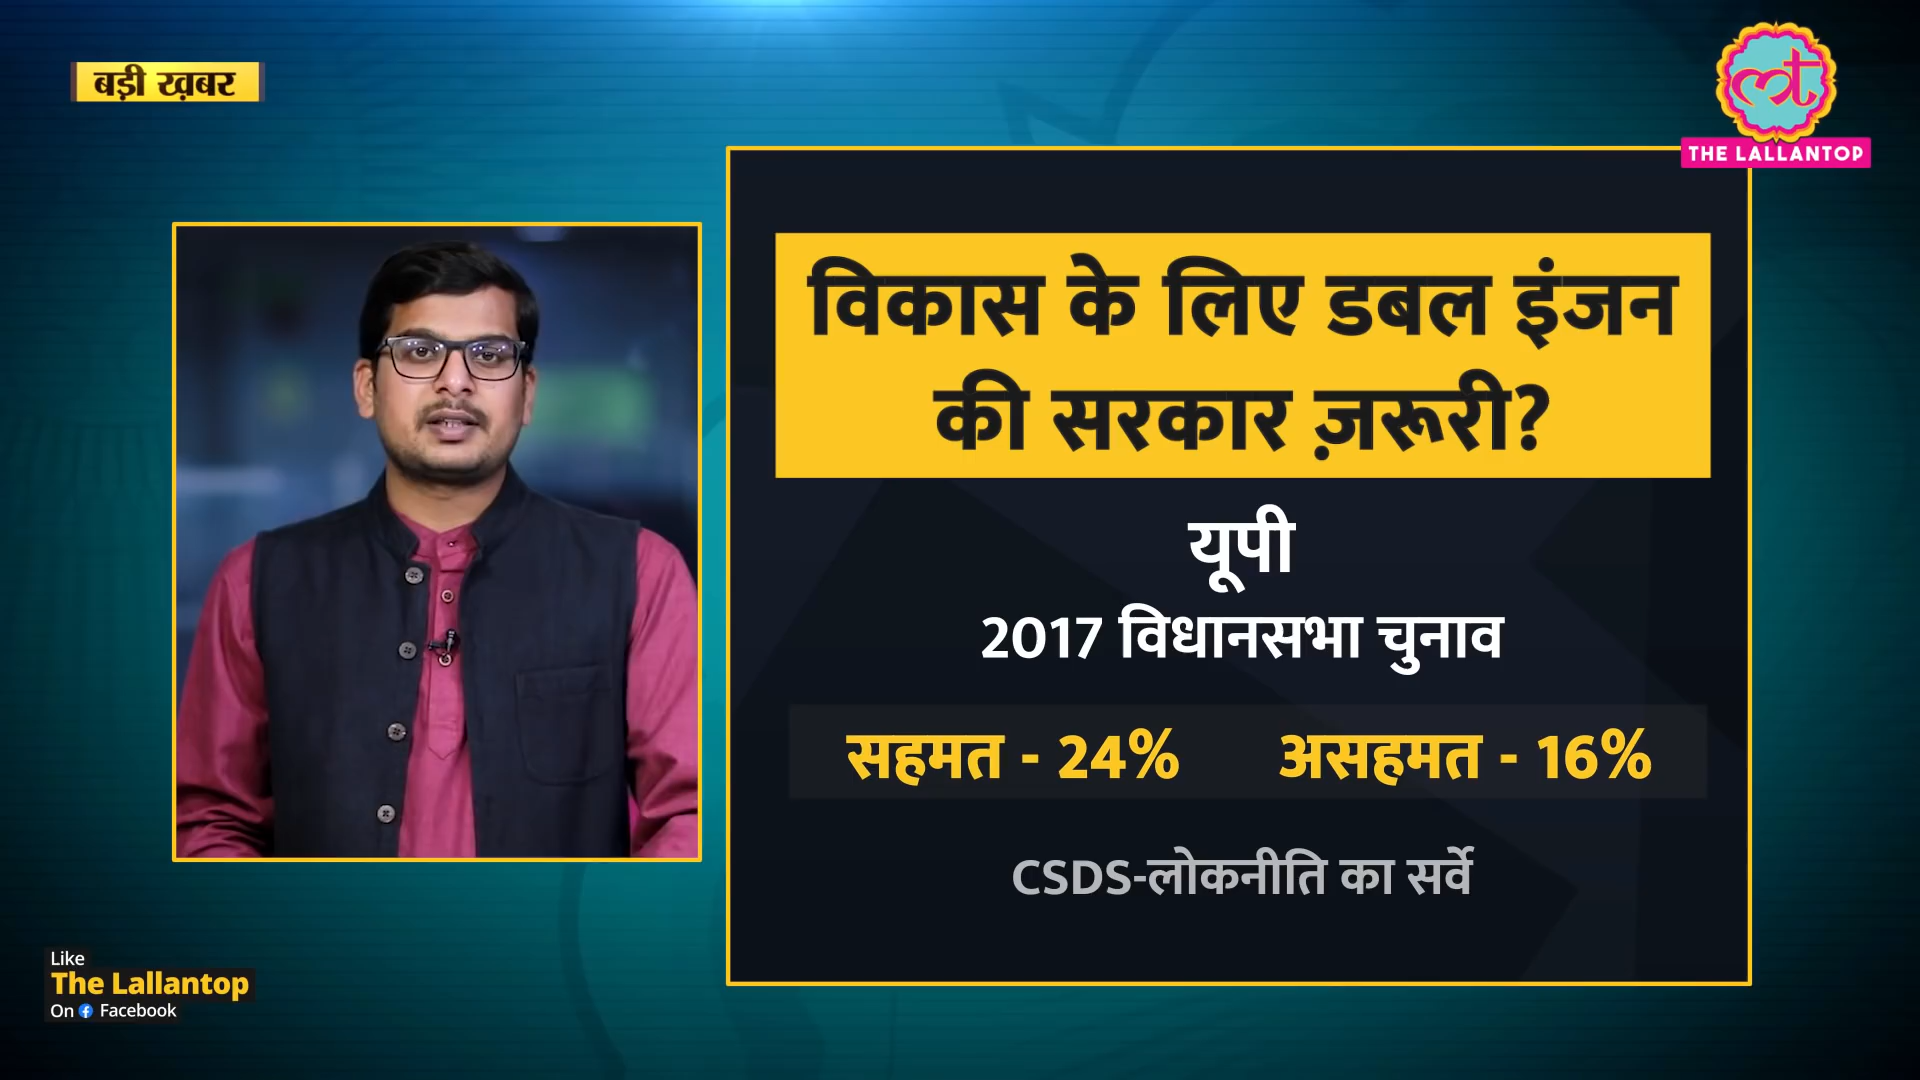 बड़ी ख़बर
THE LALLANTOP
विकास के लिए डबल इंजन
की सरकार ज़रूरी?
यूपी
2017 विधानसभा चुनाव
सहमत - 24% असहमत - 16%
CSDS-लोकनीति का सर्वे
Like
The Lallantop
On Facebook